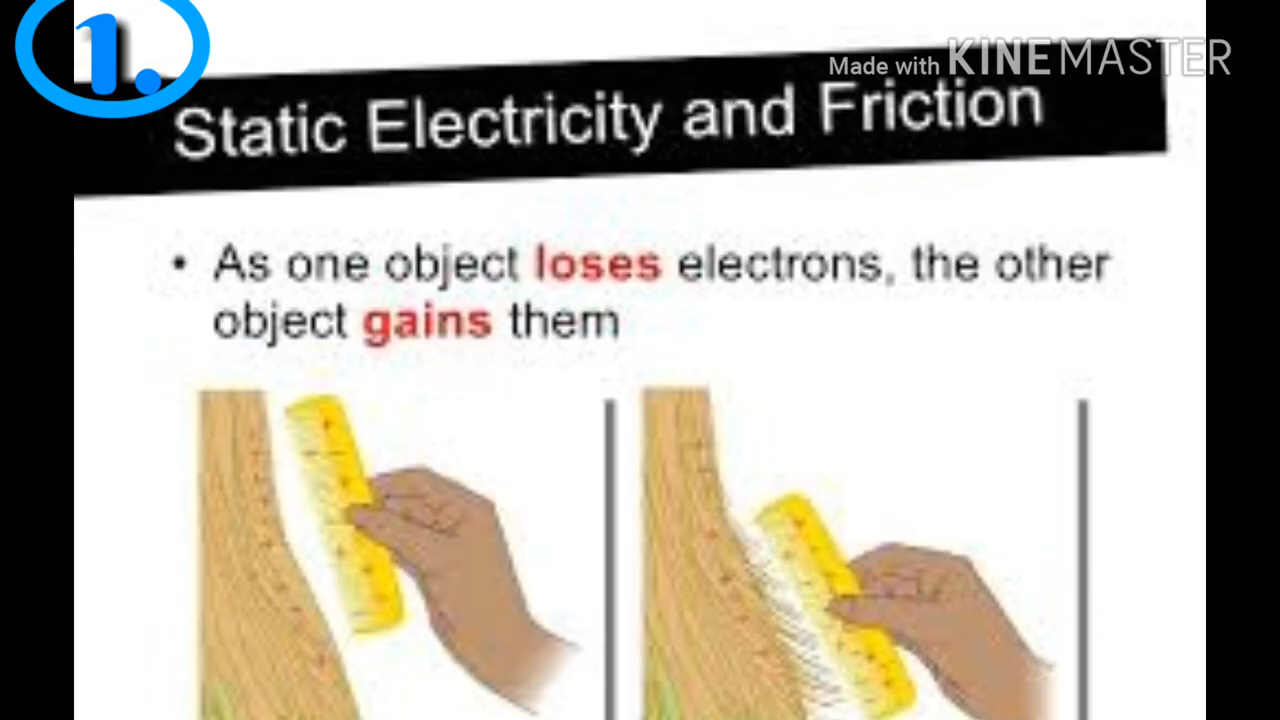 1.
Made with KINEMASTER
Static Electricity and Friction
• As one object loses electrons, the other
object gains them